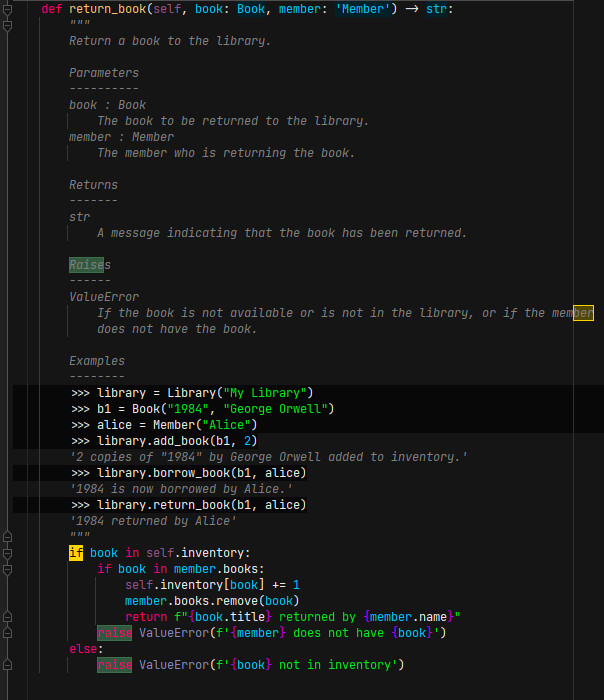 def return_book(self, book: Book, member: 'Member') -> str:
"""
Return a book to the library.
Parameters
----------
book : Book
The book to be returned to the library.
member : Member
The member who is returning the book.
Returns
-------
str
A message indicating that the book has been returned.
Raises
------
ValueError
If the book is not available or is not in the library, or if the member
does not have the book.
Examples
--------
>>> library = Library("My Library")
>>> b1 = Book("1984", "George Orwell")
>>> alice = Member("Alice")
>>> library.add_book(b1, 2)
'2 copies of "1984" by George Orwell added to inventory.'
>>> library.borrow_book(b1, alice)
'1984 is now borrowed by Alice.'
>>> library.return_book(b1, alice)
'1984 returned by Alice'
"""
if book in self.inventory:
if book in member.books:
self.inventory[book] += 1
member.books.remove(book)
return f"{book.title} returned by {member.name}"
raise ValueError(f'{member} does not have {book}')
else:
raise ValueError(f'{book} not in inventory')